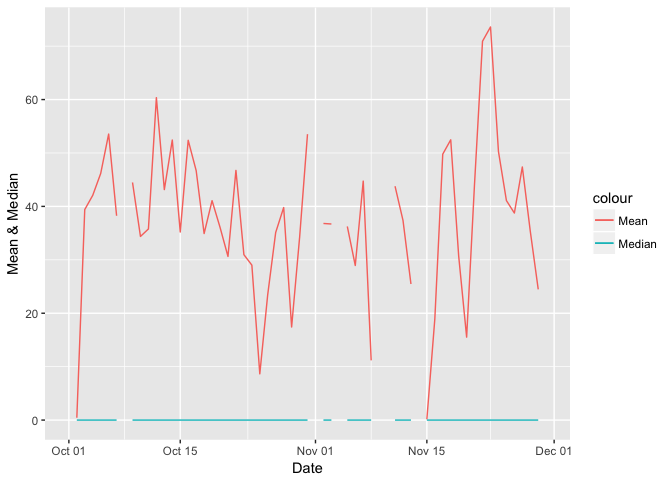 Mean & Median
60
40
20
0
Oct 01
Oct 15
Nov 01
Nov 15
Dec 01
Date
colour
Mean
Median